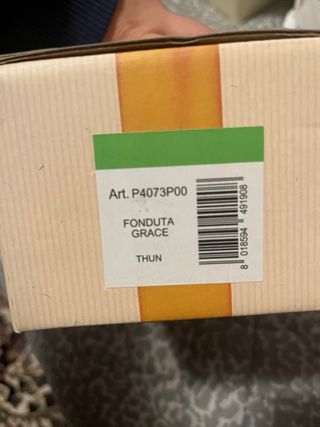 Art. P4073P00
FONDUTA
GRACE
THUN
8 018594 491908